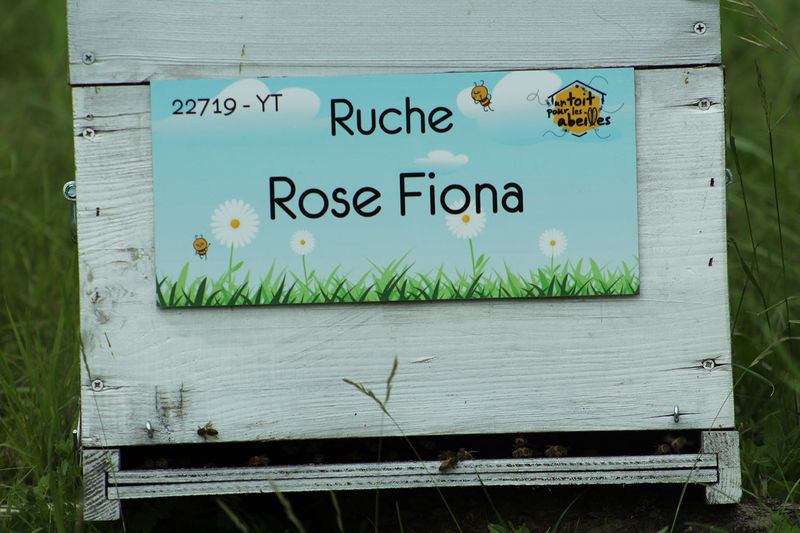 22719 - YT
Ruche
un toit
pour les
abeilles
Rose Fiona